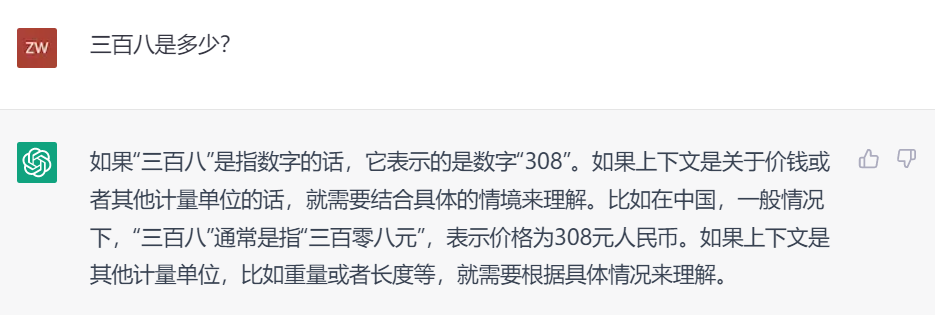 ZW
三百八是多少？
如果“三百八”是指数字的话，它表示的是数字“308”。如果上下文是关于价钱或
者其他计量单位的话，就需要结合具体的情境来理解。比如在中国，一般情况
下，“三百八”通常是指“三百零八元”，表示价格为308元人民币。如果上下文是
其他计量单位，比如重量或者长度等，就需要根据具体情况来理解。